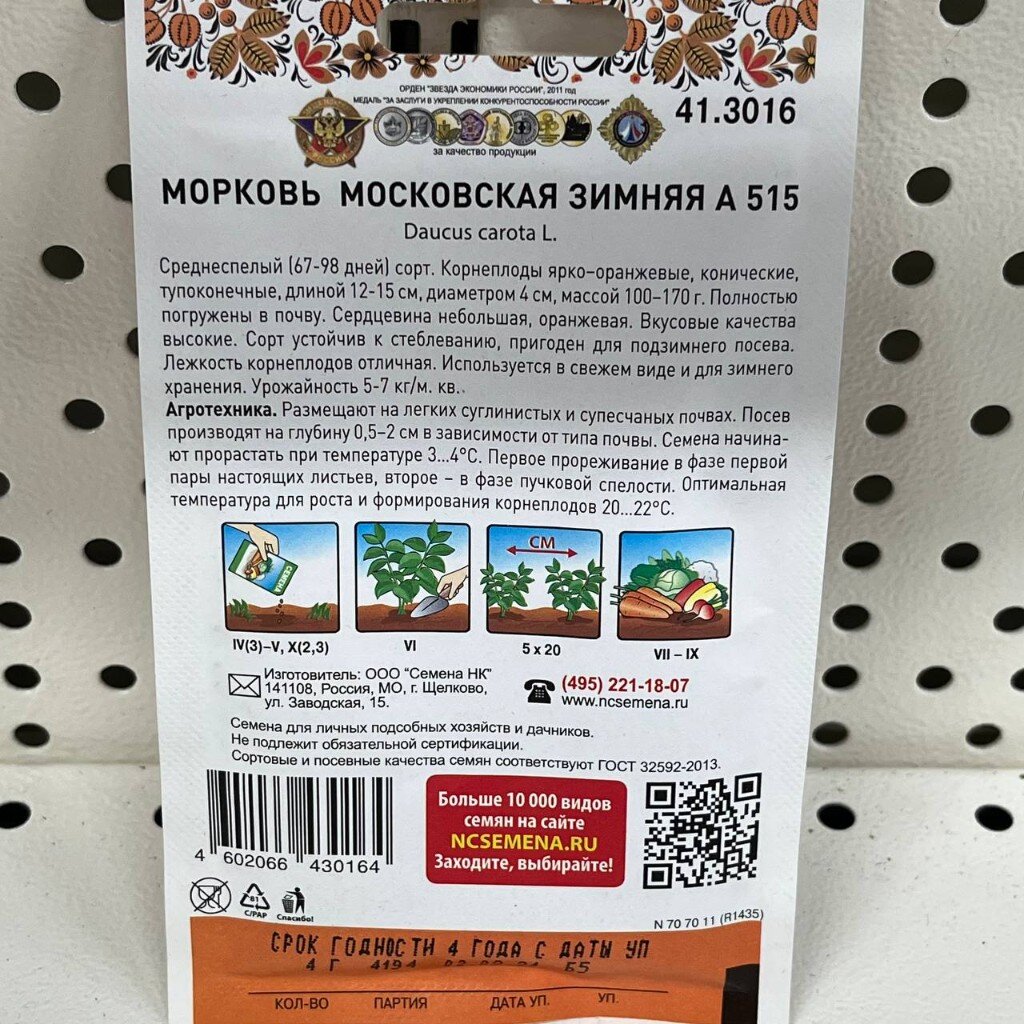 ОРДЕН "ЗВЕЗДА ЭКОНОМИКИ РОССИИ", 2011 год
МЕДАЛЬ "ЗА ЗАСЛУГИ В УКРЕПЛЕНИИ КОНКУРЕНТОСПОСОБНОСТИ РОССИИ"
41.3016
за качество продукции
МОРКОВЬ МОСКОВСКАЯ ЗИМНЯЯ А 515
Daucus carota L.
Среднеспелый (67-98 дней) сорт. Корнеплоды ярко-оранжевые, конические,
тупоконечные, длиной 12-15 см, диаметром 4 см, массой 100-170 г. Полностью
погружены в почву. Сердцевина небольшая, оранжевая. Вкусовые качества
высокие. Сорт устойчив к стеблеванию, пригоден для подзимнего посева.
Лежкость корнеплодов отличная. Используется в свежем виде и для зимнего
хранения. Урожайность 5-7 кг/м. кв..
Агротехника. Размещают на легких суглинистых и супесчаных почвах. Посев
производят на глубину 0,5-2 см в зависимости от типа почвы. Семена начина-
ют прорастать при температуре 3...4°С. Первое прореживание в фазе первой
пары настоящих листьев, второе - в фазе пучковой спелости. Оптимальная
температура для роста и формирования корнеплодов 20...22°С.
СЕМЕНА
СМ
IV(3)-V, X(2,3)
VI
5 x 20
VII - IX
Изготовитель: ООО "Семена НК"
141108, Россия, МО, г. Щелково,
ул. Заводская, 15.
(495) 221-18-07
www.ncsemena.ru
Семена для личных подсобных хозяйств и дачников.
Не подлежит обязательной сертификации.
Сортовые и посевные качества семян соответствуют ГОСТ 32592-2013.
Больше 10 000 видов
семян на сайте
NCSEMENA.RU
Заходите, выбирайте!
4 602066 430164
81
C/PAP
Спасибо!
N 70 70 11 (R1435)
СРОК ГОДНОСТИ 4 ГОДА С ДАТЫ УП
4 Г
КОЛ-ВО ПАРТИЯ ДАТА УП. УП.